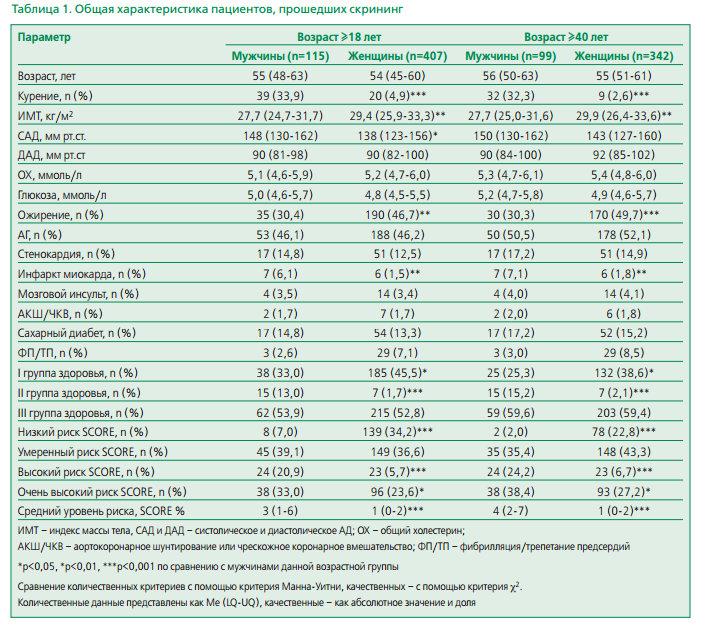 Таблица 1. Общая характеристика пациентов, прошедших скрининг
Параметр Возраст ⩾18 лет Возраст ⩾40 лет
Мужчины (n=115) Женщины (n=407) Мужчины (n=99) Женщины (n=342)
Возраст, лет 55 (48-63) 54 (45-60) 56 (50-63) 55 (51-61)
Курение, n (%) 39 (33,9) 20 (4,9)*** 32 (32,3) 9 (2,6)***
ИМТ, кг/м² 27,7 (24,7-31,7) 29,4 (25,9-33,3)** 27,7 (25,0-31,6) 29,9 (26,4-33,6)**
САД, мм рт.ст. 148 (130-162) 138 (123-156)* 150 (130-162) 143 (127-160)
ДАД, мм рт.ст 90 (81-98) 90 (82-100) 90 (84-100) 92 (85-102)
ОХ, ммоль/л 5,1 (4,6-5,9) 5,2 (4,7-6,0) 5,3 (4,7-6,1) 5,4 (4,8-6,0)
Глюкоза, ммоль/л 5,0 (4,6-5,7) 4,8 (4,5-5,5) 5,2 (4,7-5,8) 4,9 (4,6-5,7)
Ожирение, n (%) 35 (30,4) 190 (46,7)** 30 (30,3) 170 (49,7)***
АГ, n (%) 53 (46,1) 188 (46,2) 50 (50,5) 178 (52,1)
Стенокардия, n (%) 17 (14,8) 51 (12,5) 17 (17,2) 51 (14,9)
Инфаркт миокарда, n (%) 7 (6,1) 6 (1,5)** 7 (7,1) 6 (1,8)**
Мозговой инсульт, n (%) 4 (3,5) 14 (3,4) 4 (4,0) 14 (4,1)
АКШ/ЧКВ, n (%) 2 (1,7) 7 (1,7) 2 (2,0) 6 (1,8)
Сахарный диабет, n (%) 17 (14,8) 54 (13,3) 17 (17,2) 52 (15,2)
ФП/ТП, n (%) 3 (2,6) 29 (7,1) 3 (3,0) 29 (8,5)
I группа здоровья, n (%) 38 (33,0) 185 (45,5)* 25 (25,3) 132 (38,6)*
II группа здоровья, n (%) 15 (13,0) 7 (1,7)*** 15 (15,2) 7 (2,1)***
III группа здоровья, n (%) 62 (53,9) 215 (52,8) 59 (59,6) 203 (59,4)
Низкий риск SCORE, n (%) 8 (7,0) 139 (34,2)*** 2 (2,0) 78 (22,8)***
Умеренный риск SCORE, n (%) 45 (39,1) 149 (36,6) 35 (35,4) 148 (43,3)
Высокий риск SCORE, n (%) 24 (20,9) 23 (5,7)*** 24 (24,2) 23 (6,7)***
Очень высокий риск SCORE, n (%) 38 (33,0) 96 (23,6)* 38 (38,4) 93 (27,2)*
Средний уровень риска, SCORE % 3 (1-6) 1 (0-2)*** 4 (2-7) 1 (0-2)***
ИМТ – индекс массы тела, САД и ДАД – систолическое и диастолическое АД; ОХ – общий холестерин;
АКШ/ЧКВ – аортокоронарное шунтирование или чрескожное коронарное вмешательство; ФП/ТП – фибрилляция/трепетание предсердий
*p<0,05, *p<0,01, ***p<0,001 по сравнению с мужчинами данной возрастной группы
Сравнение количественных критериев с помощью критерия Манна-Уитни, качественных – с помощью критерия χ².
Количественные данные представлены как Me (LQ-UQ), качественные – как абсолютное значение и доля